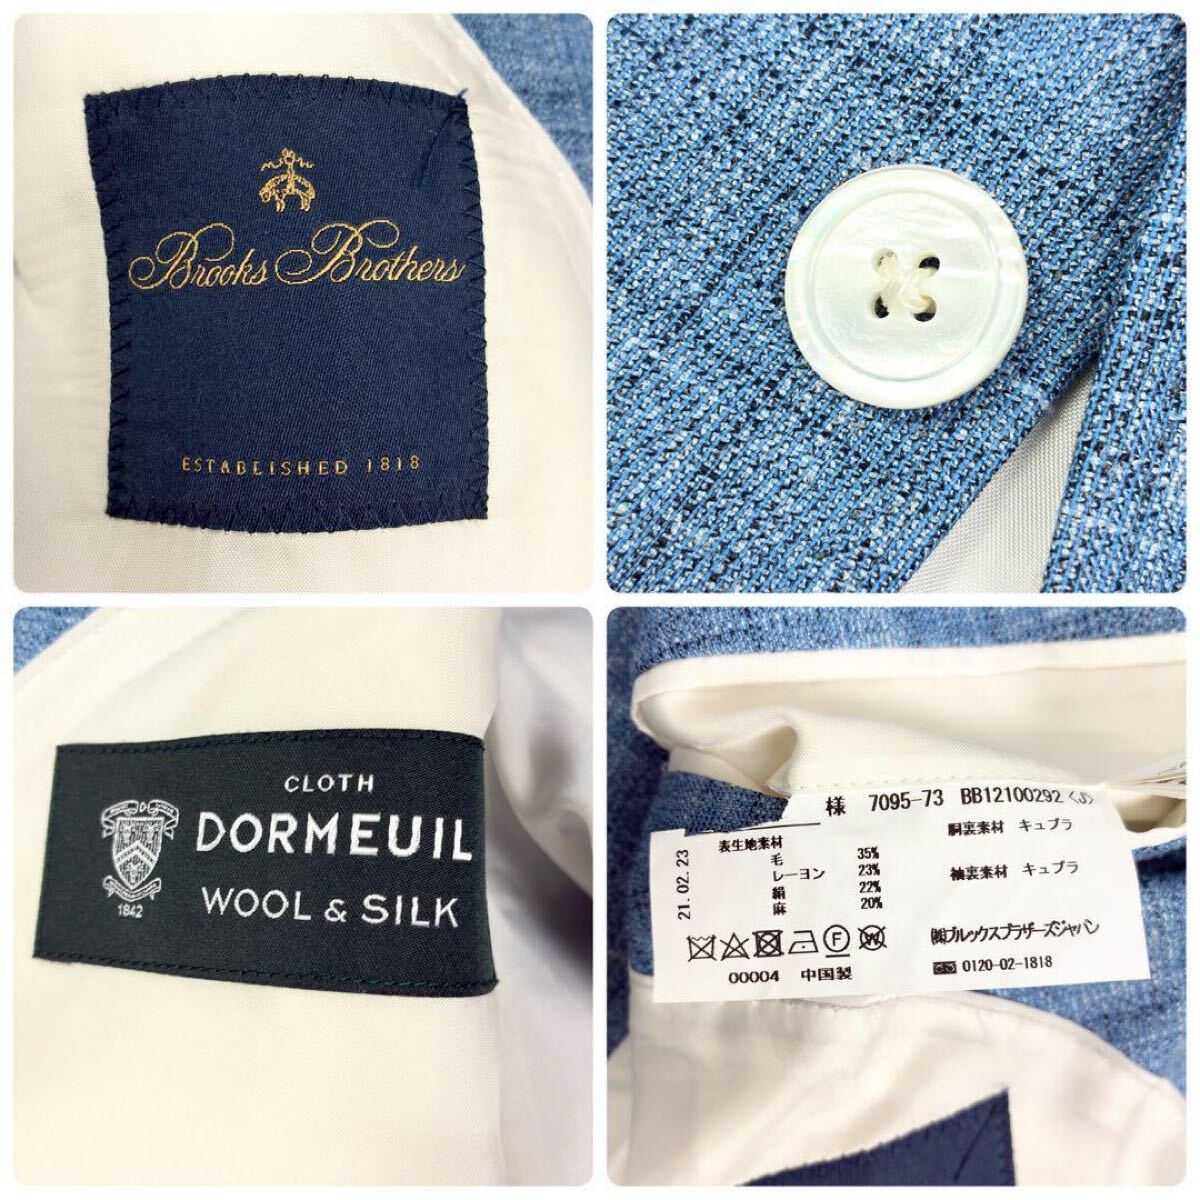 Brooks Brothers
ESTABLISHED 1818
CLOTH
DORMEUIL
WOOL & SILK
1842
様 7095-73 BB12100292 〈J〉
21.02.23
表生地素材
毛 35%
レーヨン 23%
絹 22%
麻 20%
胴裏素材 キュプラ
袖裏素材 キュプラ
F
W
00004 中国製
㈱ブルックスブラザーズジャパン
0120-02-1818